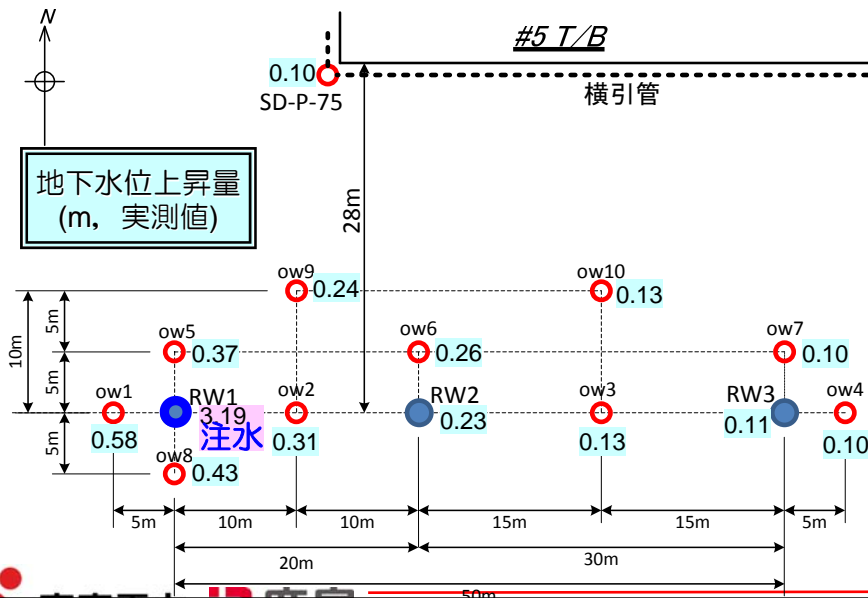 N
#5 T/B
0.10
SD-P-75
横引管
地下水位上昇量
(m, 実測値)
28m
ow9
0.24
ow10
0.13
10m
5m
ow5
0.37
ow6
0.26
ow7
0.10
5m
ow1
0.58
RW1
3.19
注水
ow2
0.31
RW2
0.23
ow3
0.13
RW3
0.11
ow4
0.10
5m
ow8
0.43
5m
10m
10m
15m
15m
5m
20m
30m
50m